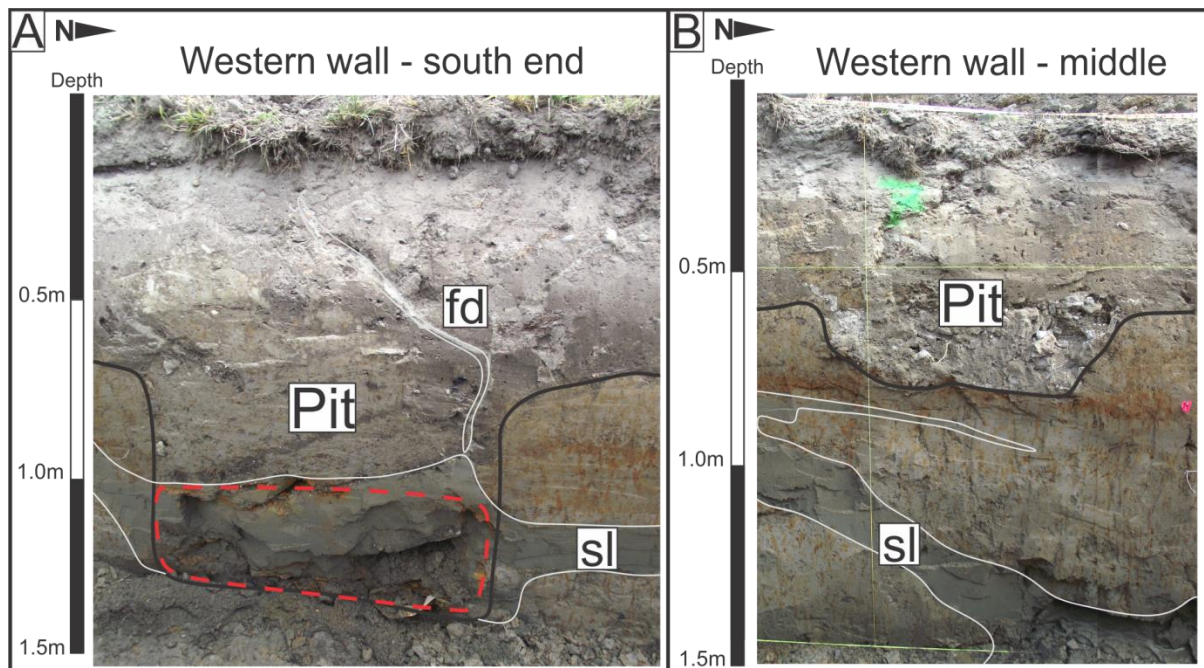 A N
Western wall - south end
Depth
0.5m
1.0m
1.5m
fd
Pit
sl
B N
Western wall - middle
Depth
0.5m
1.0m
1.5m
Pit
sl